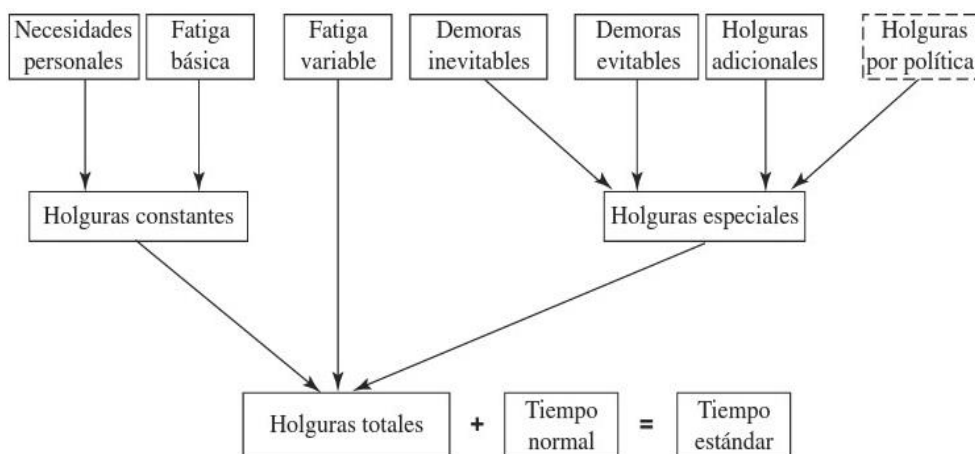 Necesidades
personales
Fatiga
básica
Fatiga
variable
Demoras
inevitables
Demoras
evitables
Holguras
adicionales
Holguras
por política
Holguras constantes
Holguras especiales
Holguras totales
+
Tiempo
normal
=
Tiempo
estándar